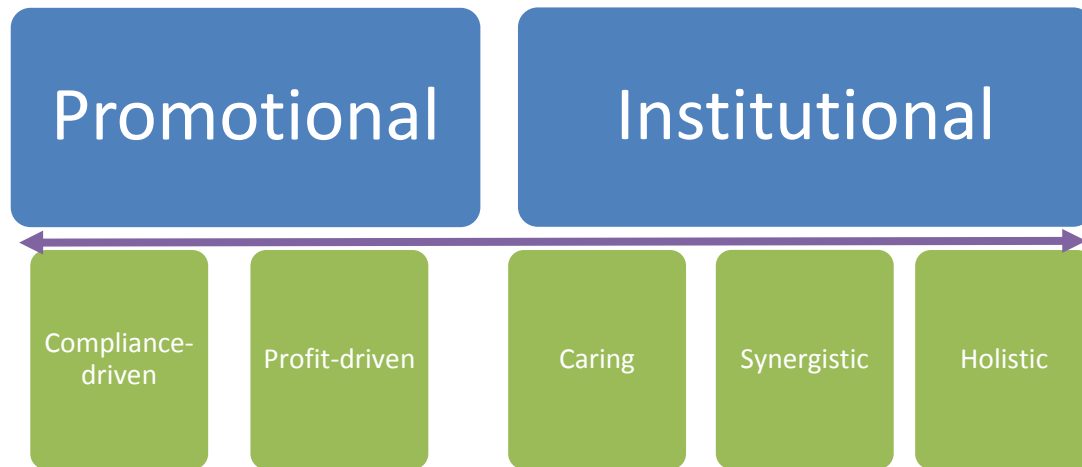 Promotional
Institutional
Compliance-
driven
Profit-driven
Caring
Synergistic
Holistic